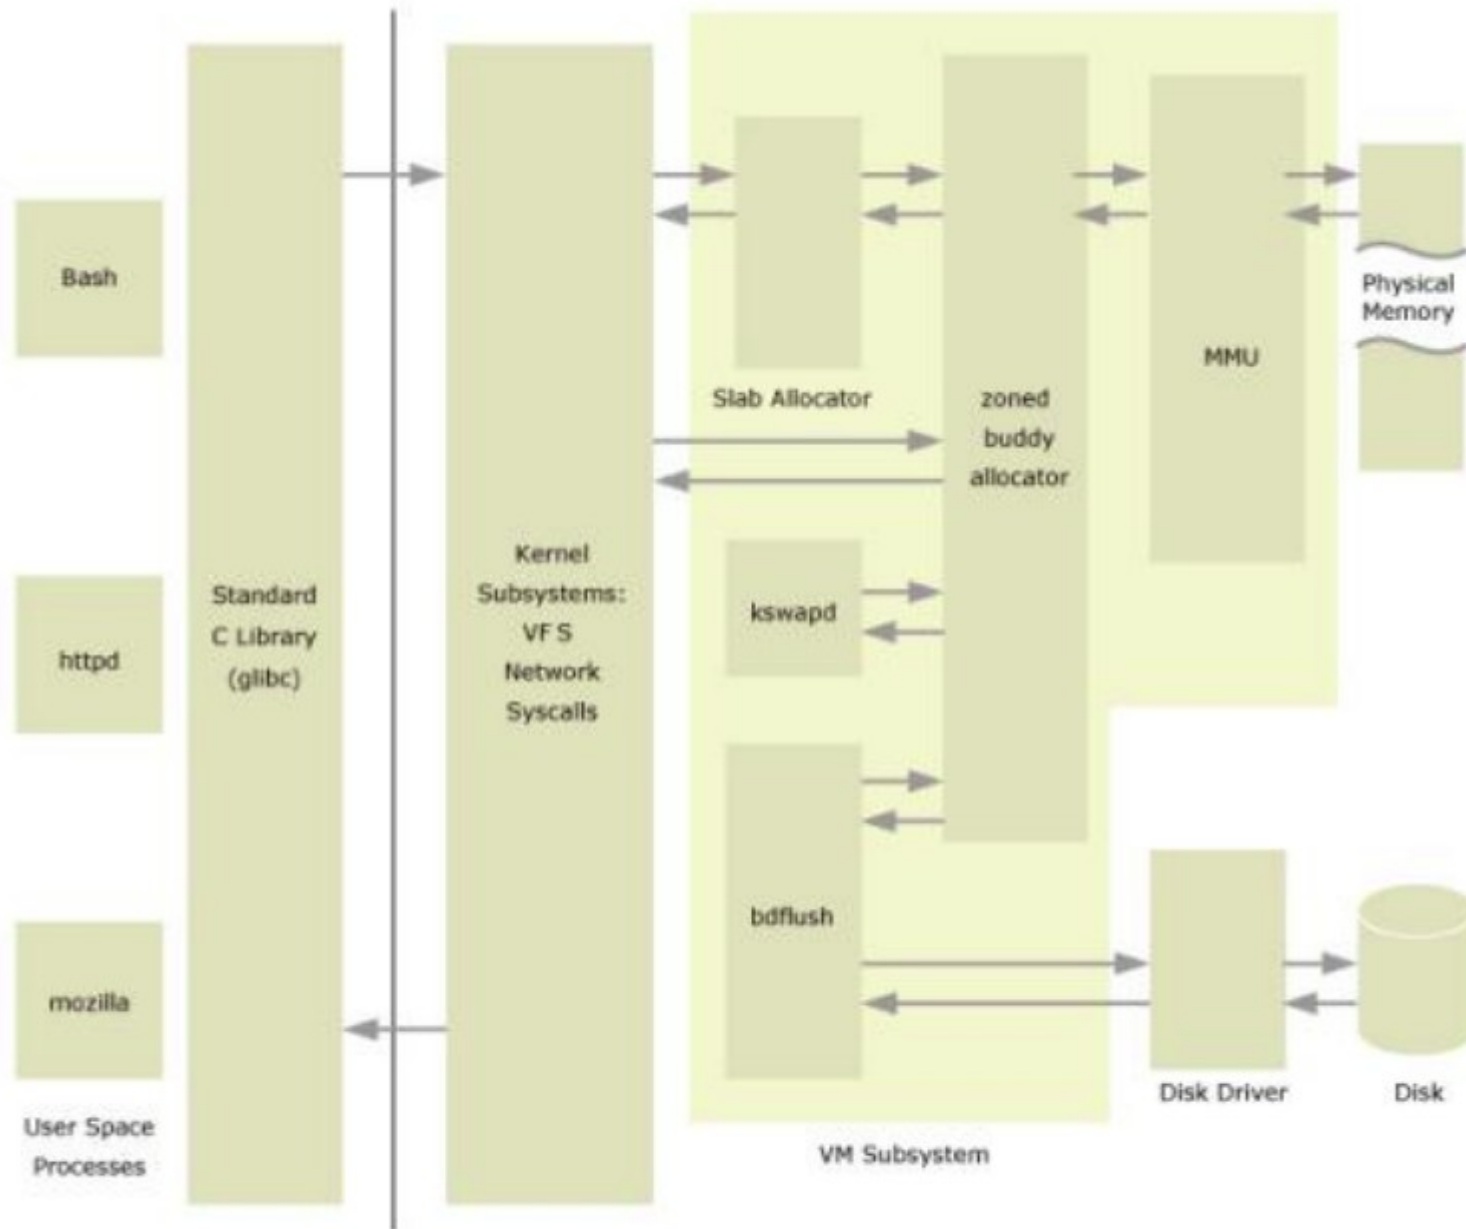 Bash
httpd
mozilla
User Space
Processes
Standard
C Library
(glibc)
Kernel
Subsystems:
VFS
Network
Syscalls
Slab Allocator
kswapd
bdflush
zoned
buddy
allocator
MMU
Physical
Memory
Disk Driver
Disk
VM Subsystem